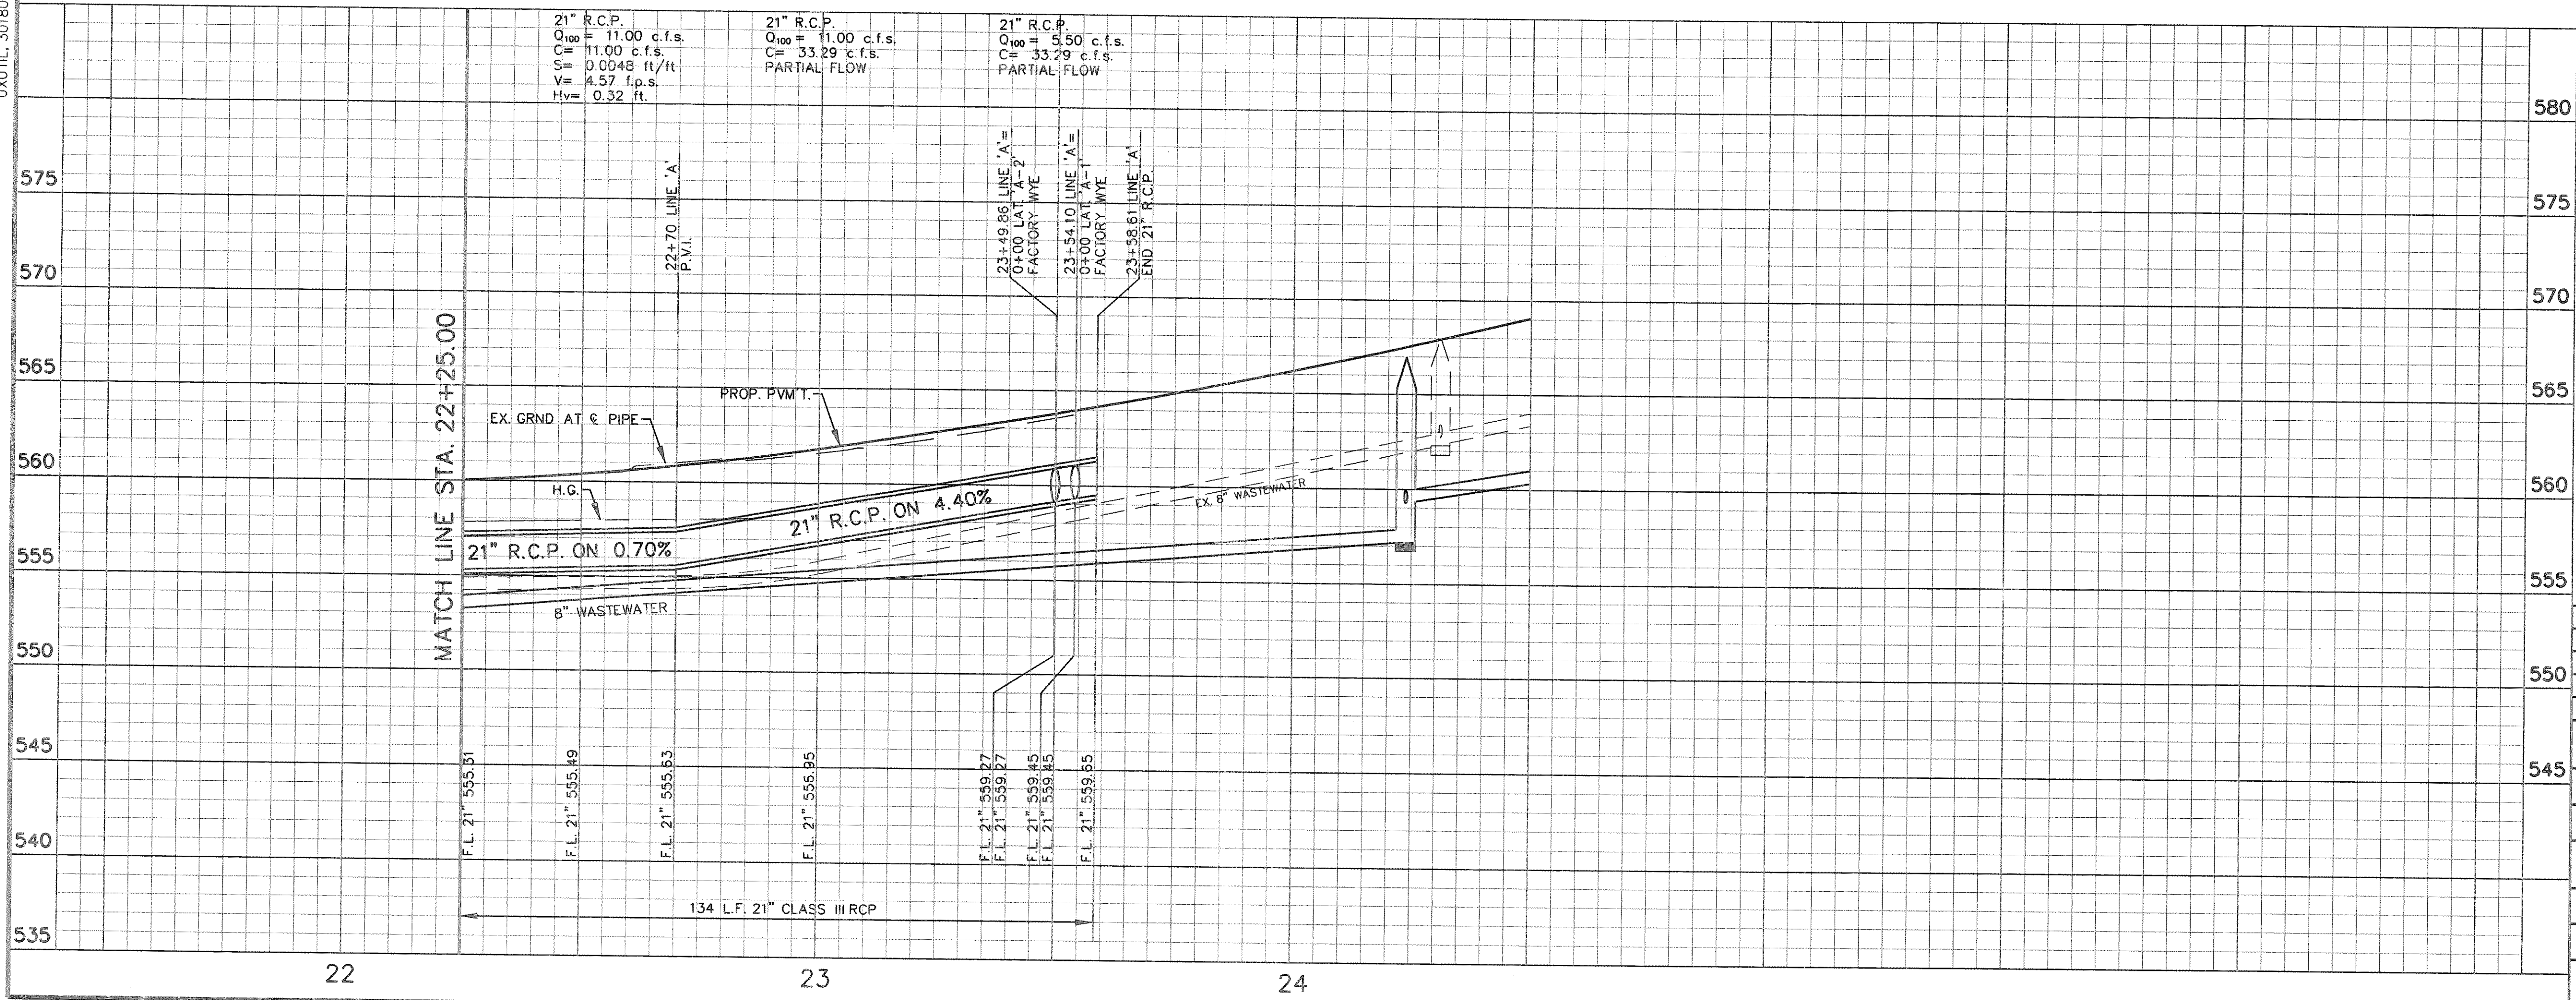 21" R.C.P.
Q100 = 11.00 c.f.s.
C= 11.00 c.f.s.
S= 0.0048 ft/ft
V= 4.57 f.p.s.
Hv= 0.32 ft.
21" R.C.P.
Q100 = 11.00 c.f.s.
C= 33.29 c.f.s.
PARTIAL FLOW
21" R.C.P.
Q100 = 5.50 c.f.s.
C= 33.29 c.f.s.
PARTIAL FLOW
22+70 LINE 'A'
P.V.I.
23+49.86 LINE 'A'=
0+00 LAT. 'A-2'
FACTORY WYE
23+54.10 LINE 'A'=
0+00 LAT. 'A-1'
FACTORY WYE
23+58.61 LINE 'A'
END 21" R.C.P.
575
570
565
560
555
550
545
540
535
580
575
570
565
560
555
550
545
MATCH LINE STA. 22+25.00
PROP. PVM'T.
EX. GRND AT ℄ PIPE
H.G.
21" R.C.P. ON 4.40%
21" R.C.P. ON 0.70%
EX. 8" WASTEWATER
8" WASTEWATER
F.L. 21" 555.31
F.L. 21" 555.49
F.L. 21" 555.63
F.L. 21" 556.95
F.L. 21" 559.27
F.L. 21" 559.27
F.L. 21" 559.45
F.L. 21" 559.45
F.L. 21" 559.65
134 L.F. 21" CLASS III RCP
22
23
24